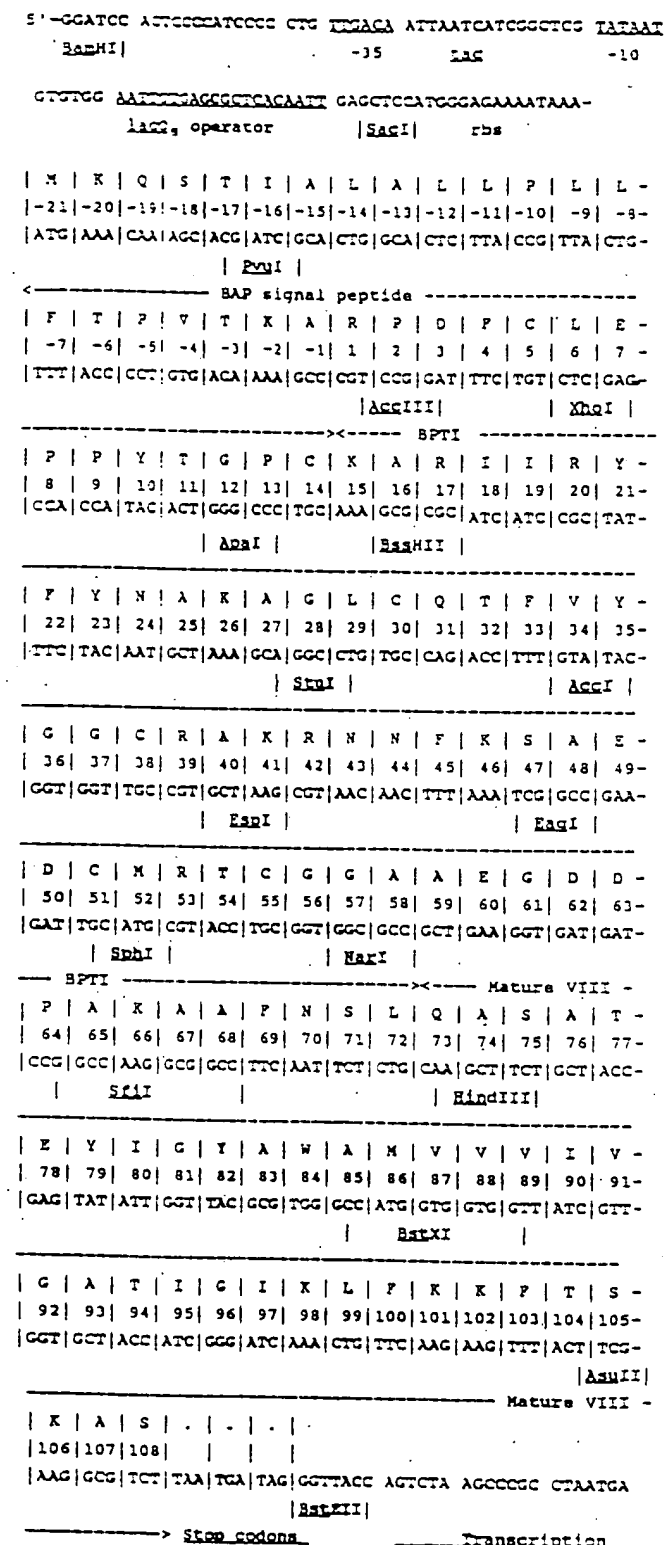 5'-GGATCC ACTCCCCATCCCC CTG TTGACA ATTAATCATCGGCTCG TATAAT
BamHI| -35 tac -10
GTGTGG AATTGTGAGCGCTCACAATT GAGCTCCATGGGAGAAAATAAA-
operator |SacI| rbs
| M | K | Q | S | T | I | A | L | A | L | L | P | L | L -
|-21|-20|-19|-18|-17|-16|-15|-14|-13|-12|-11|-10| -9| -8-
|ATG|AAA|CAA|AGC|ACG|ATC|GCA|CTG|GCA|CTC|TTA|CCG|TTA|CTG-
| PvuI |
<———— BAP signal peptide ------------------
| F | T | P | V | T | K | A | R | P | D | F | C | L | E -
| -7| -6| -5| -4| -3| -2| -1| 1 | 2 | 3 | 4 | 5 | 6 | 7 -
|TTT|ACC|CCT|GTG|ACA|AAA|GCC|CGT|CCG|GAT|TTC|TGT|CTC|GAG-
|AccIII| | XhoI |
————————————><----- BPTI ---------------
| P | P | Y | T | G | P | C | K | A | R | I | I | R | Y -
| 8 | 9 | 10| 11| 12| 13| 14| 15| 16| 17| 18| 19| 20| 21-
|CCA|CCA|TAC|ACT|GGG|CCC|TGC|AAA|GCG|CGC|ATC|ATC|CGC|TAT-
| ApaI | |BssHII |
| F | Y | N | A | K | A | G | L | C | Q | T | F | V | Y -
| 22| 23| 24| 25| 26| 27| 28| 29| 30| 31| 32| 33| 34| 35-
|TTC|TAC|AAT|GCT|AAA|GCA|GGC|CTG|TGC|CAG|ACC|TTT|GTA|TAC-
| StuI | | AccI |
| G | G | C | R | A | K | R | N | N | F | K | S | A | E -
| 36| 37| 38| 39| 40| 41| 42| 43| 44| 45| 46| 47| 48| 49-
|GGT|GGT|TGC|CGT|GCT|AAG|CGT|AAC|AAC|TTT|AAA|TCG|GCC|GAA-
| EspI | | EagI |
| D | C | M | R | T | C | G | G | A | A | E | G | D | D -
| 50| 51| 52| 53| 54| 55| 56| 57| 58| 59| 60| 61| 62| 63-
|GAT|TGC|ATG|CGT|ACC|TGC|GGT|GGC|GCC|GCT|GAA|GGT|GAT|GAT-
| SphI | | NarI |
—— BPTI ————————————><---- Mature VIII -
| P | A | K | A | A | F | N | S | L | Q | A | S | A | T -
| 64| 65| 66| 67| 68| 69| 70| 71| 72| 73| 74| 75| 76| 77-
|CCG|GCC|AAG|GCG|GCC|TTC|AAT|TCT|CTG|CAA|GCT|TCT|GCT|ACC-
| SfiI | |HindIII|
| E | Y | I | G | Y | A | W | A | M | V | V | V | I | V -
| 78| 79| 80| 81| 82| 83| 84| 85| 86| 87| 88| 89| 90| 91-
|GAG|TAT|ATT|GGT|TAC|GCG|TGG|GCC|ATG|GTG|GTG|GTT|ATC|GTT-
| BstXI |
| G | A | T | I | G | I | K | L | F | K | K | F | T | S -
| 92| 93| 94| 95| 96| 97| 98| 99|100|101|102|103|104|105-
|GGT|GCT|ACC|ATC|GGG|ATC|AAA|CTG|TTC|AAG|AAG|TTT|ACT|TCG-
|AsuII|
———————————————————— Mature VIII -
| K | A | S | . | . | . |
|106|107|108| | | |
|AAG|GCG|TCT|TAA|TGA|TAG|GGTTACC AGTCTA AGCCCGC CTAATGA
|BstEII|
————————> Stop codons Transcription